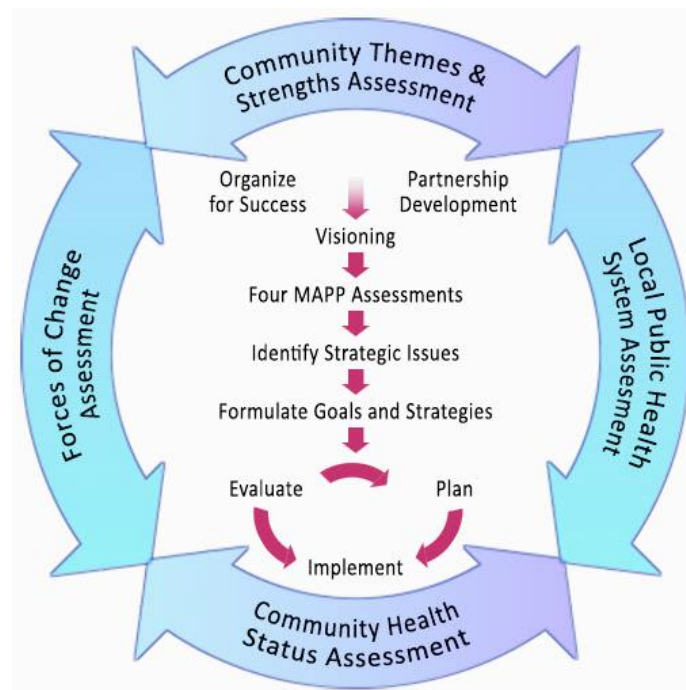 Community Themes &
Strengths Assessment
Organize
for Success
Partnership
Development
Visioning
Four MAPP Assessments
Identify Strategic Issues
Formulate Goals and Strategies
Evaluate
Plan
Implement
Forces of Change
Assessment
Local Public Health
System Assesment
Community Health
Status Assessment